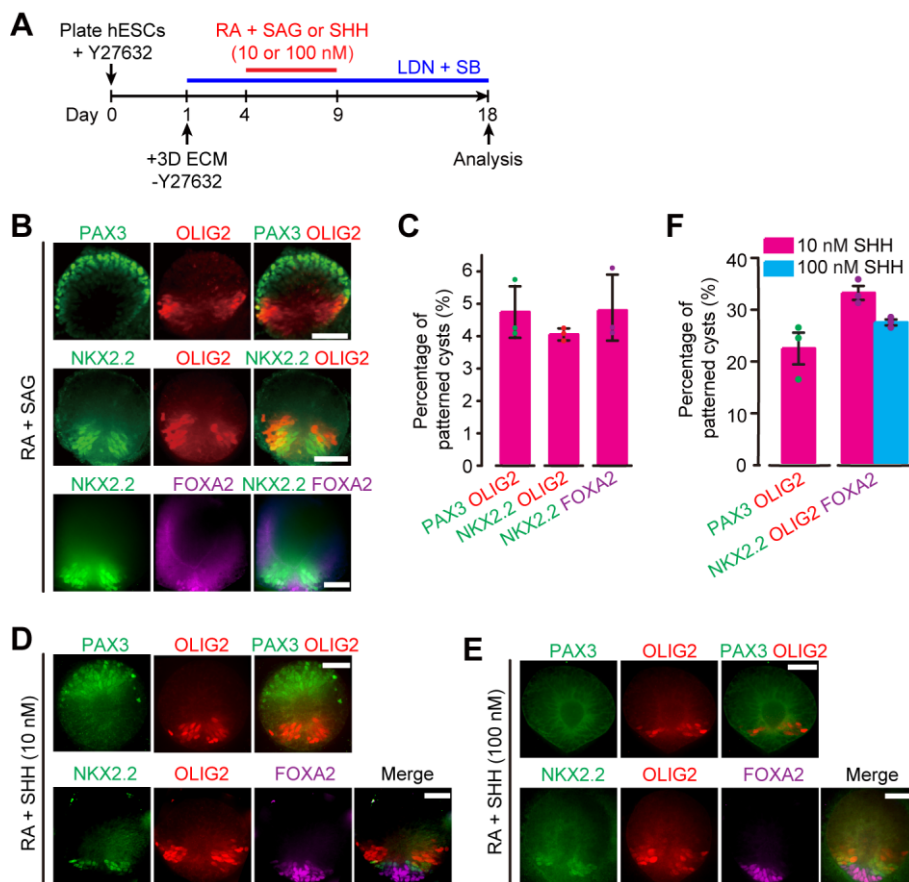 A
Plate hESCs
+ Y27632
RA + SAG or SHH
(10 or 100 nM)
LDN + SB
Day 0 1 4 9 18
+3D ECM
-Y27632
Analysis
B
RA + SAG
PAX3 OLIG2 PAX3 OLIG2
NKX2.2 OLIG2 NKX2.2 OLIG2
NKX2.2 FOXA2 NKX2.2 FOXA2
C
Percentage of
patterned cysts (%)
7
6
5
4
3
2
1
0
PAX3 OLIG2
NKX2.2 OLIG2
NKX2.2 FOXA2
F
10 nM SHH
100 nM SHH
Percentage of
patterned cysts (%)
40
30
20
10
0
PAX3 OLIG2
NKX2.2 OLIG2 FOXA2
D
RA + SHH (10 nM)
PAX3 OLIG2 PAX3 OLIG2
NKX2.2 OLIG2 FOXA2 Merge
E
RA + SHH (100 nM)
PAX3 OLIG2 PAX3 OLIG2
NKX2.2 OLIG2 FOXA2 Merge